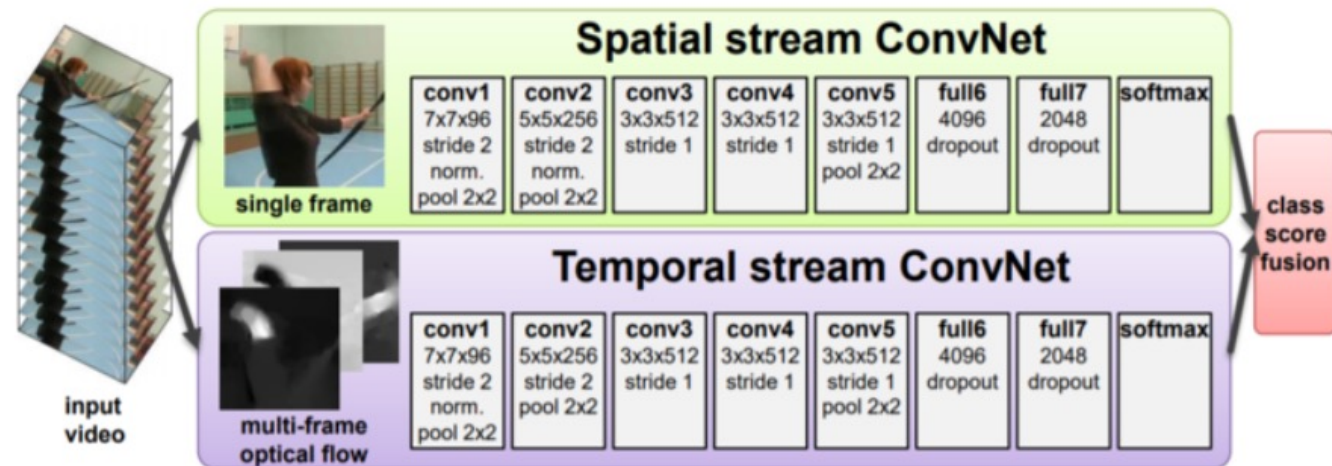 Spatial stream ConvNet
single frame
conv1
7x7x96
stride 2
norm.
pool 2x2
conv2
5x5x256
stride 2
norm.
pool 2x2
conv3
3x3x512
stride 1
conv4
3x3x512
stride 1
conv5
3x3x512
stride 1
pool 2x2
full6
4096
dropout
full7
2048
dropout
softmax
Temporal stream ConvNet
input
video
multi-frame
optical flow
conv1
7x7x96
stride 2
norm.
pool 2x2
conv2
5x5x256
stride 2
pool 2x2
conv3
3x3x512
stride 1
conv4
3x3x512
stride 1
conv5
3x3x512
stride 1
pool 2x2
full6
4096
dropout
full7
2048
dropout
softmax
class
score
fusion